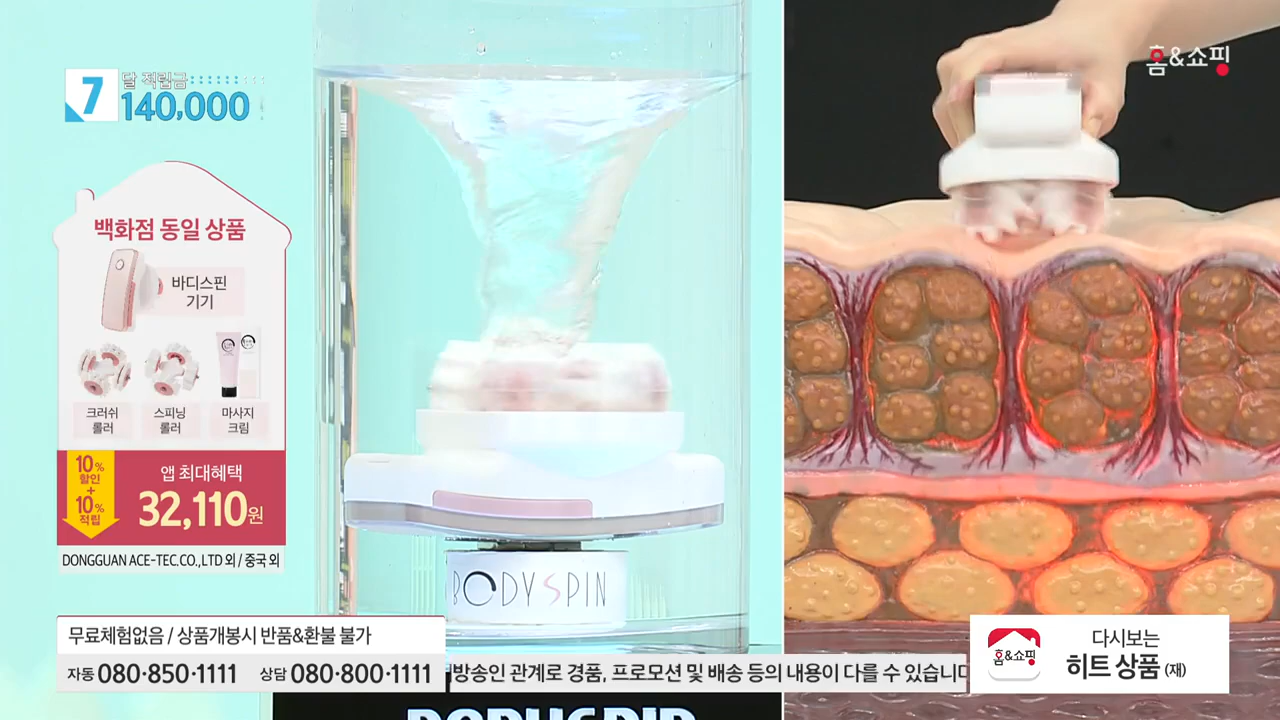 7
달 적립금
140,000
백화점 동일 상품
바디스핀
기기
크러쉬
롤러
스피닝
롤러
마사지
크림
10%
할인
+
10%
적립
앱 최대혜택
32,110원
DONGGUAN ACE-TEC.CO.,LTD 외 / 중국 외
BODYSPIN
홈&쇼핑
무료체험없음 / 상품개봉시 반품&환불 불가
자동 080·850·1111 상담 080·800·1111
방송인 관계로 경품, 프로모션 및 배송 등의 내용이 다를 수 있습니다
홈&쇼핑
다시보는
히트 상품 (재)